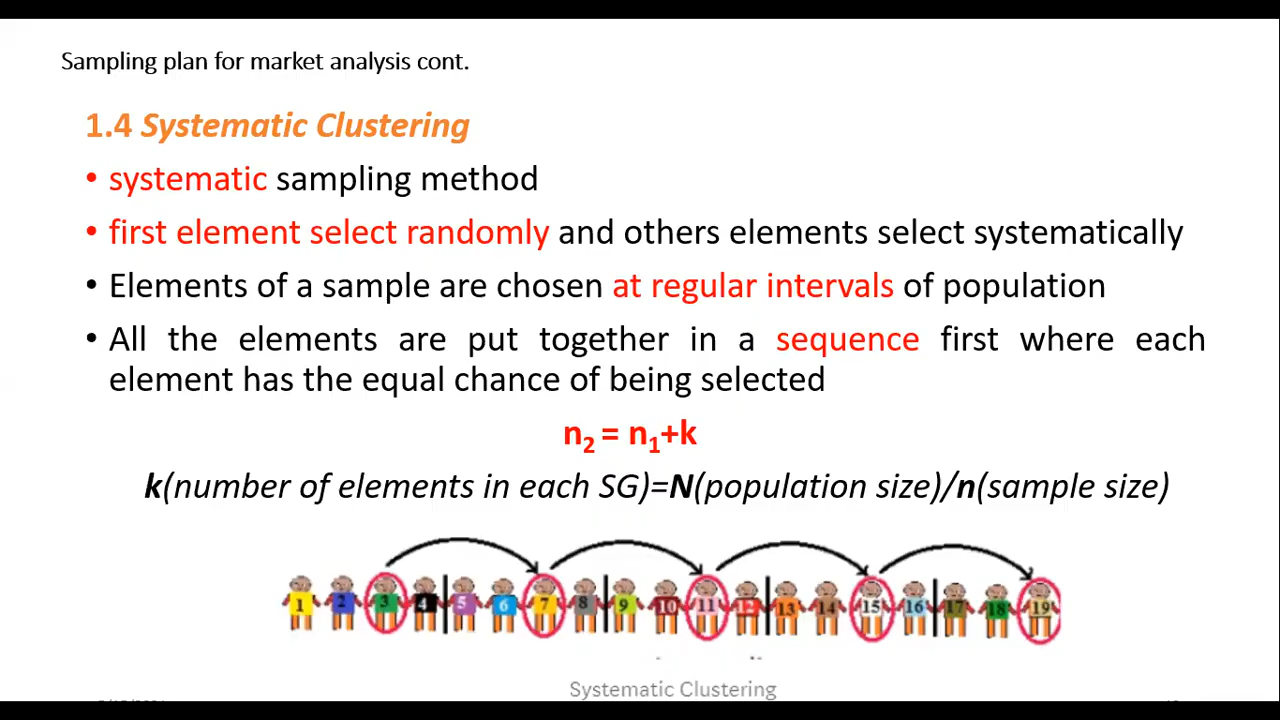 Sampling plan for market analysis cont.
1.4 Systematic Clustering
• systematic sampling method
• first element select randomly and others elements select systematically
• Elements of a sample are chosen at regular intervals of population
• All the elements are put together in a sequence first where each
element has the equal chance of being selected
n₂ = n₁+k
k(number of elements in each SG)=N(population size)/n(sample size)
1 2 3 4 5 6 7 8 9 10 11 12 13 14 15 16 17 18 19
Systematic Clustering